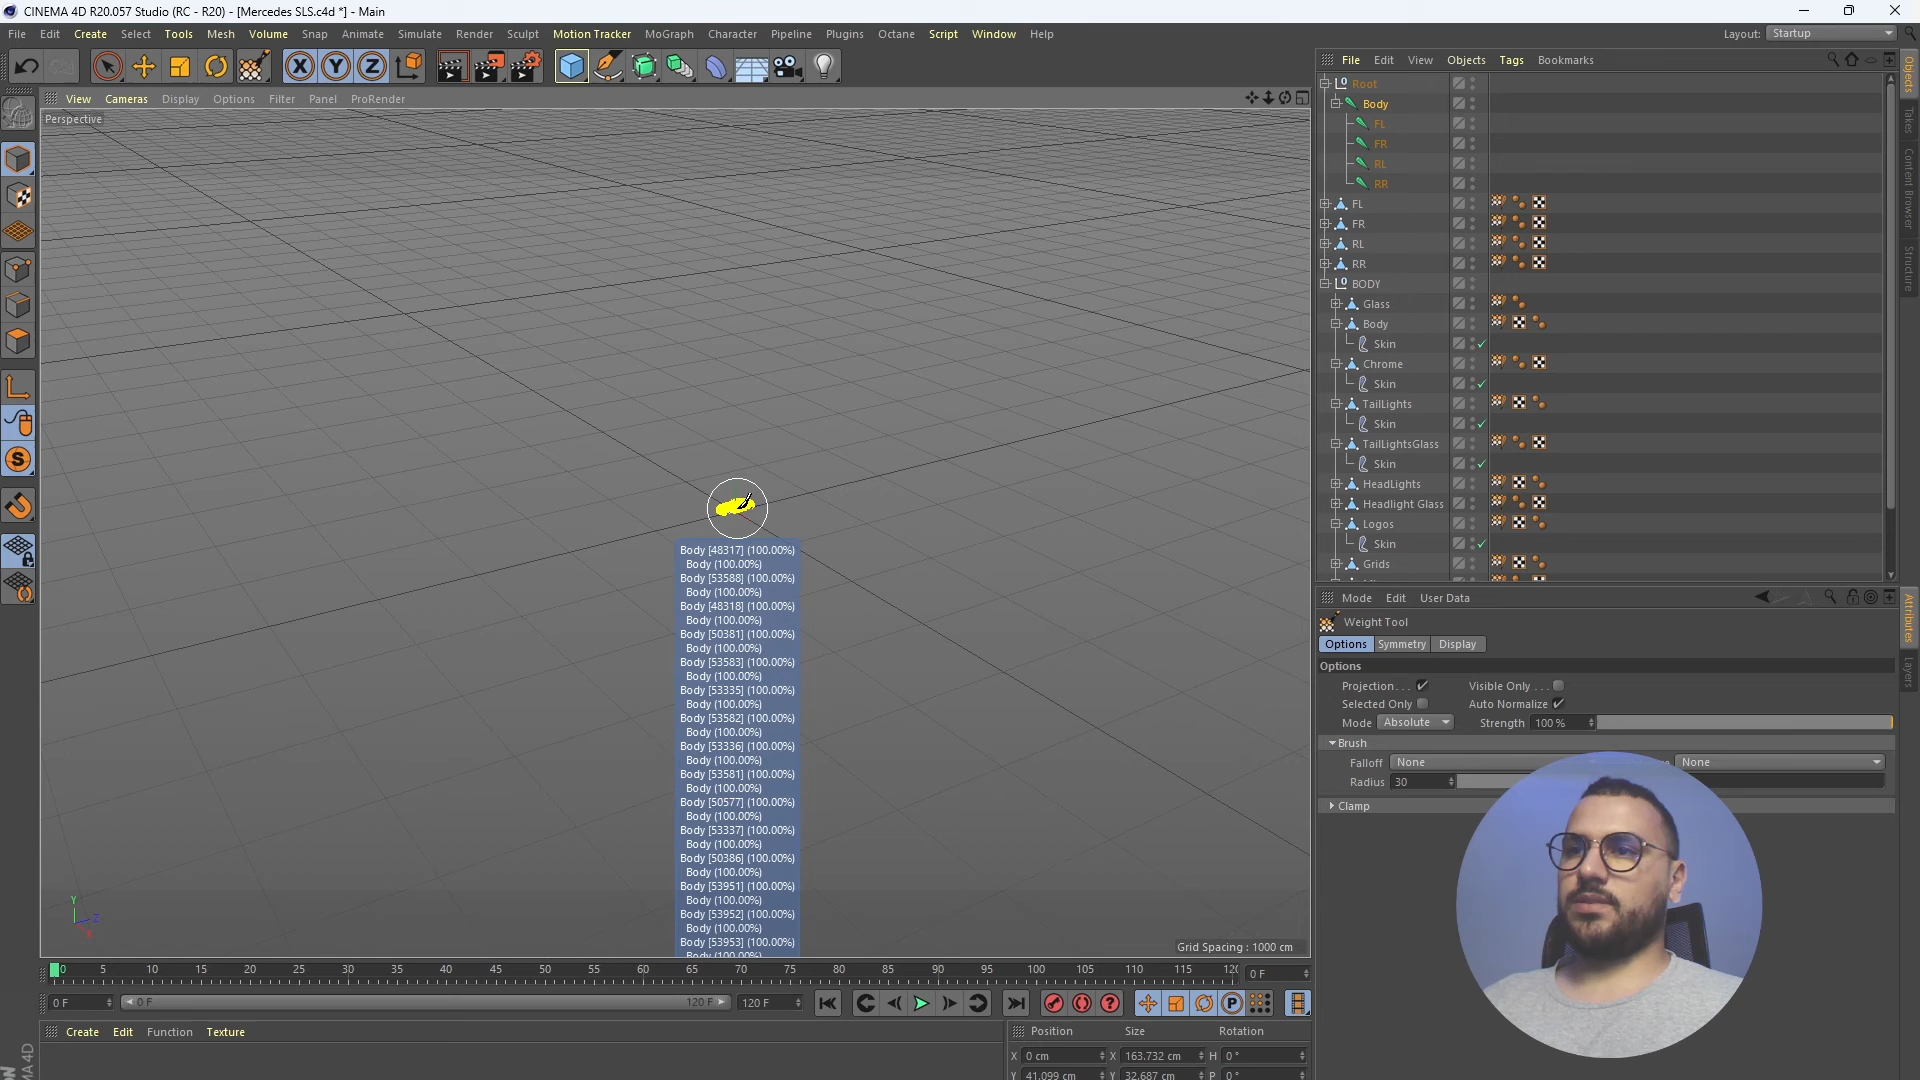 CINEMA 4D R20.057 Studio (RC - R20) - [Mercedes SLS.c4d *] - Main
File Edit Create Select Tools Mesh Volume Snap Animate Simulate Render Sculpt Motion Tracker MoGraph Character Pipeline Plugins Octane Script Window Help
Layout: Startup
View Cameras Display Options Filter Panel ProRender
Perspective
Body [48317] (100.00%)
Body (100.00%)
Body [53588] (100.00%)
Body (100.00%)
Body [48318] (100.00%)
Body (100.00%)
Body [50381] (100.00%)
Body (100.00%)
Body [53583] (100.00%)
Body (100.00%)
Body [53335] (100.00%)
Body (100.00%)
Body [53582] (100.00%)
Body (100.00%)
Body [53336] (100.00%)
Body (100.00%)
Body [53581] (100.00%)
Body (100.00%)
Body [50577] (100.00%)
Body (100.00%)
Body [53337] (100.00%)
Body (100.00%)
Body [50386] (100.00%)
Body (100.00%)
Body [53951] (100.00%)
Body (100.00%)
Body [53952] (100.00%)
Body (100.00%)
Body [53953] (100.00%)
Body (100.00%)
Y
Z
X
Grid Spacing : 1000 cm
0 5 10 15 20 25 30 35 40 45 50 55 60 65 70 75 80 85 90 95 100 105 110 115 120
0 F
0 F 0 F 120 F 120 F
Create Edit Function Texture
Position Size Rotation
X 0 cm X 163.732 cm H 0 °
Y 41.099 cm Y 32.687 cm P 0 °
File Edit View Objects Tags Bookmarks
Root
Body
FL
FR
RL
RR
FL
FR
RL
RR
BODY
Glass
Body
Skin
Chrome
Skin
TailLights
Skin
TailLightsGlass
Skin
HeadLights
Headlight Glass
Logos
Skin
Grids
Objects
Takes
Content Browser
Structure
Mode Edit User Data
Weight Tool
Options Symmetry Display
Options
Projection . . . Visible Only . . .
Selected Only Auto Normalize
Mode Absolute Strength 100 %
Brush
Falloff None None
Radius 30
Clamp
Attributes
Layers